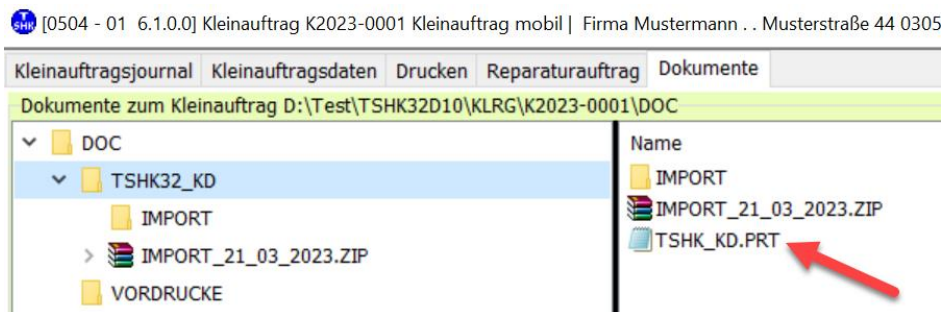 T SHK [0504 - 01 6.1.0.0] Kleinauftrag K2023-0001 Kleinauftrag mobil | Firma Mustermann . . Musterstraße 44 0305
Kleinauftragsjournal Kleinauftragsdaten Drucken Reparaturauftrag Dokumente
Dokumente zum Kleinauftrag D:\Test\TSHK32D10\KLRG\K2023-0001\DOC
DOC
TSHK32_KD
IMPORT
IMPORT_21_03_2023.ZIP
VORDRUCKE
Name
IMPORT
IMPORT_21_03_2023.ZIP
TSHK_KD.PRT